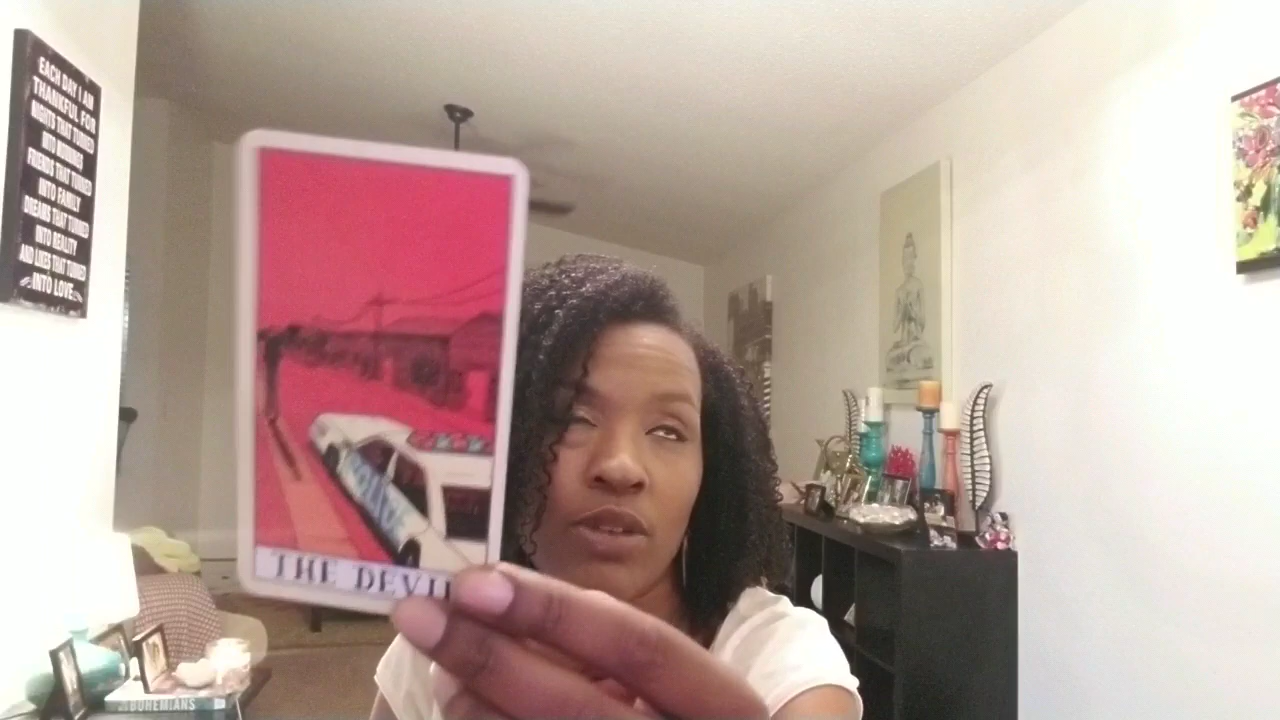 EACH DAY I AM
THANKFUL FOR
NIGHTS THAT TURNED
INTO MORNINGS
FRIENDS THAT TURNED
INTO FAMILY
DREAMS THAT TURNED
INTO REALITY
AND LIKES THAT TURNED
INTO LOVE
POLICE
THE DEVI
BOHEMIANS